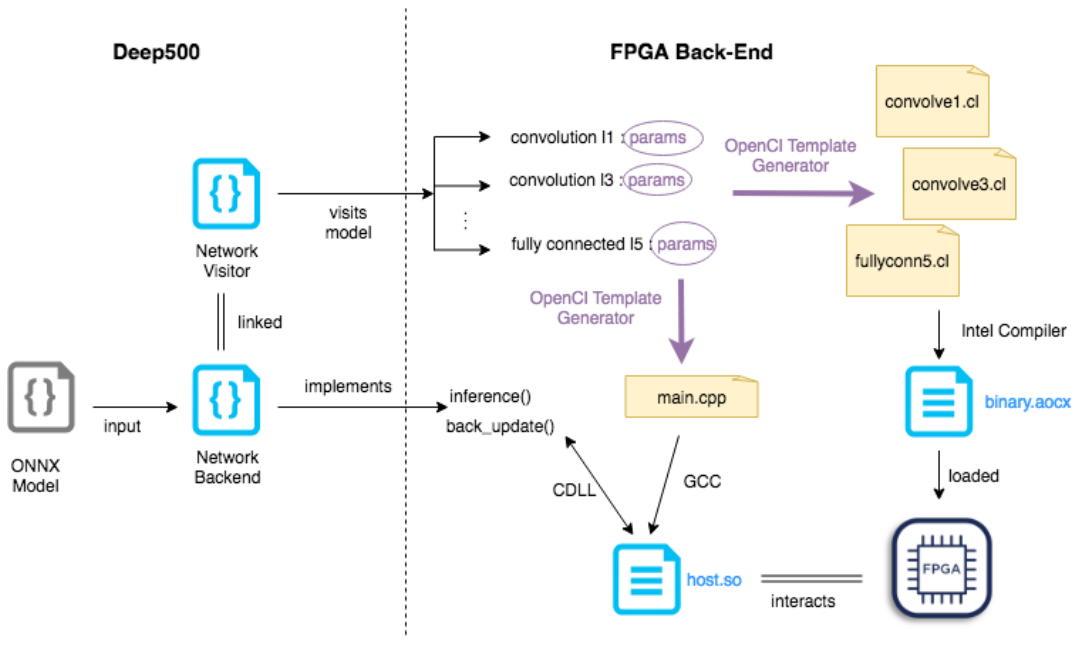 Deep500
FPGA Back-End
convolve1.cl
convolution l1 : params
OpenCl Template
Generator
convolution l3 : params
convolve3.cl
visits
model
⋮
Network
Visitor
fully connected l5 : params
fullyconn5.cl
OpenCl Template
Generator
linked
Intel Compiler
implements
inference()
main.cpp
binary.aocx
input
back_update()
ONNX
Model
Network
Backend
CDLL
GCC
loaded
FPGA
host.so
interacts